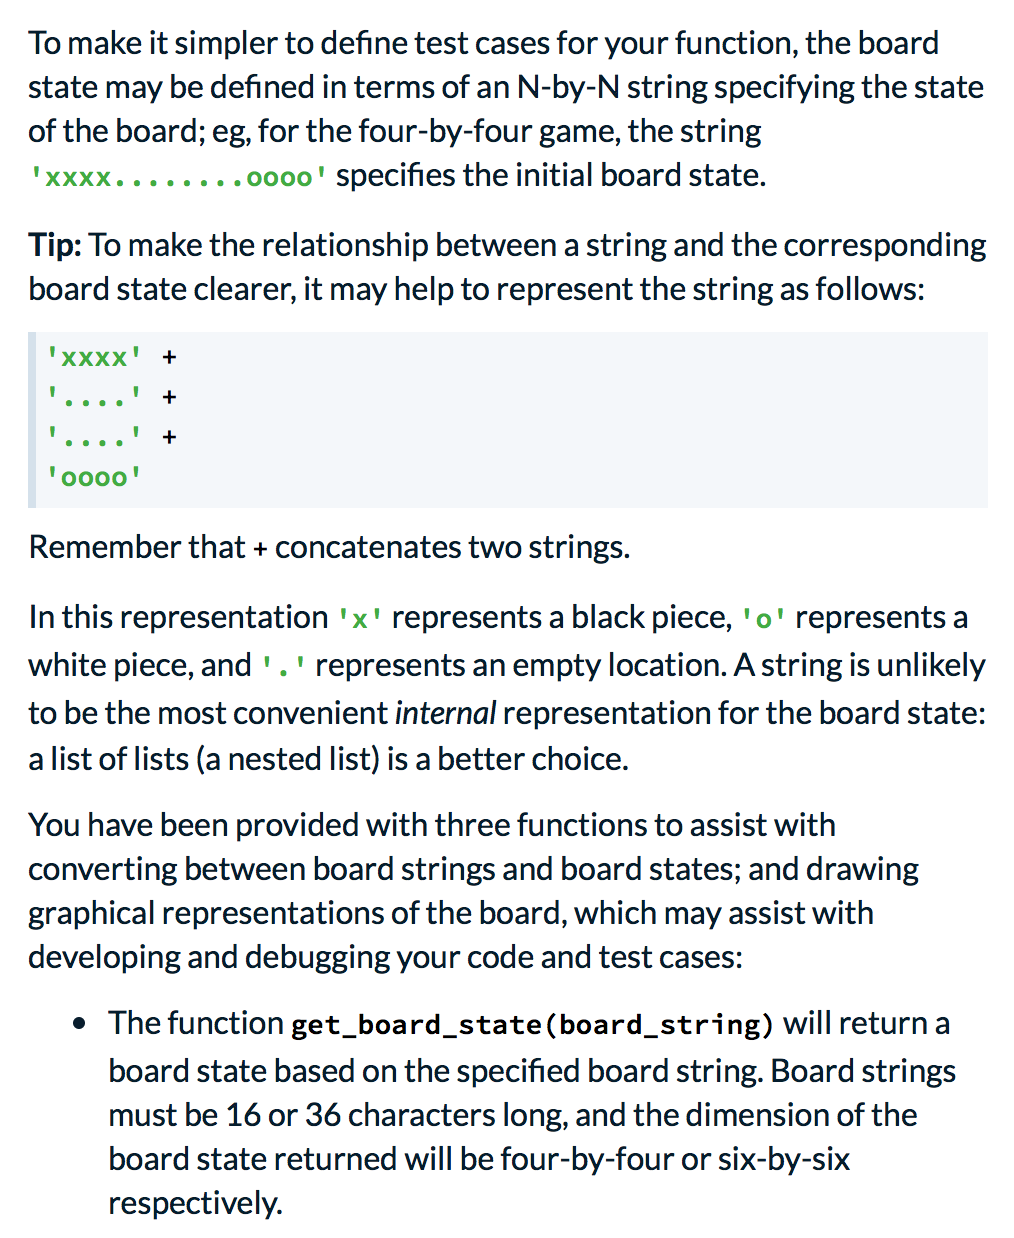 To make it simpler to define test cases for your function, the board
state may be defined in terms of an N-by-N string specifying the state
of the board; eg, for the four-by-four game, the string
'xxxx........oooo' specifies the initial board state.
Tip: To make the relationship between a string and the corresponding
board state clearer, it may help to represent the string as follows:
'xxxx' +
'....' +
'....' +
'oooo'
Remember that + concatenates two strings.
In this representation 'x' represents a black piece, 'o' represents a
white piece, and '.' represents an empty location. A string is unlikely
to be the most convenient internal representation for the board state:
a list of lists (a nested list) is a better choice.
You have been provided with three functions to assist with
converting between board strings and board states; and drawing
graphical representations of the board, which may assist with
developing and debugging your code and test cases:
• The function get_board_state(board_string) will return a
board state based on the specified board string. Board strings
must be 16 or 36 characters long, and the dimension of the
board state returned will be four-by-four or six-by-six
respectively.